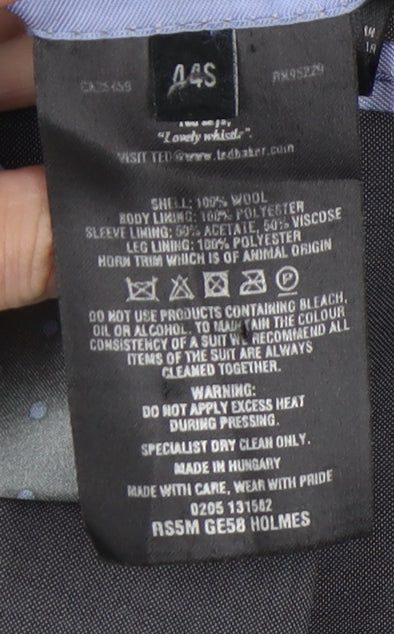 44S
CA25459 RN95229
"Lovely whistle".
VISIT TED@www.tedbaker.com
SHELL: 100% WOOL
BODY LINING: 100% POLYESTER
SLEEVE LINING: 50% ACETATE, 50% VISCOSE
LEG LINING: 100% POLYESTER
HORN TRIM WHICH IS OF ANIMAL ORIGIN
P
DO NOT USE PRODUCTS CONTAINING BLEACH,
OIL OR ALCOHOL. TO MAINTAIN THE COLOUR
CONSISTENCY OF A SUIT WE RECOMMEND ALL
ITEMS OF THE SUIT ARE ALWAYS
CLEANED TOGETHER.
WARNING:
DO NOT APPLY EXCESS HEAT
DURING PRESSING.
SPECIALIST DRY CLEAN ONLY.
MADE IN HUNGARY
MADE WITH CARE, WEAR WITH PRIDE
0205 131582
RS5M GE58 HOLMES